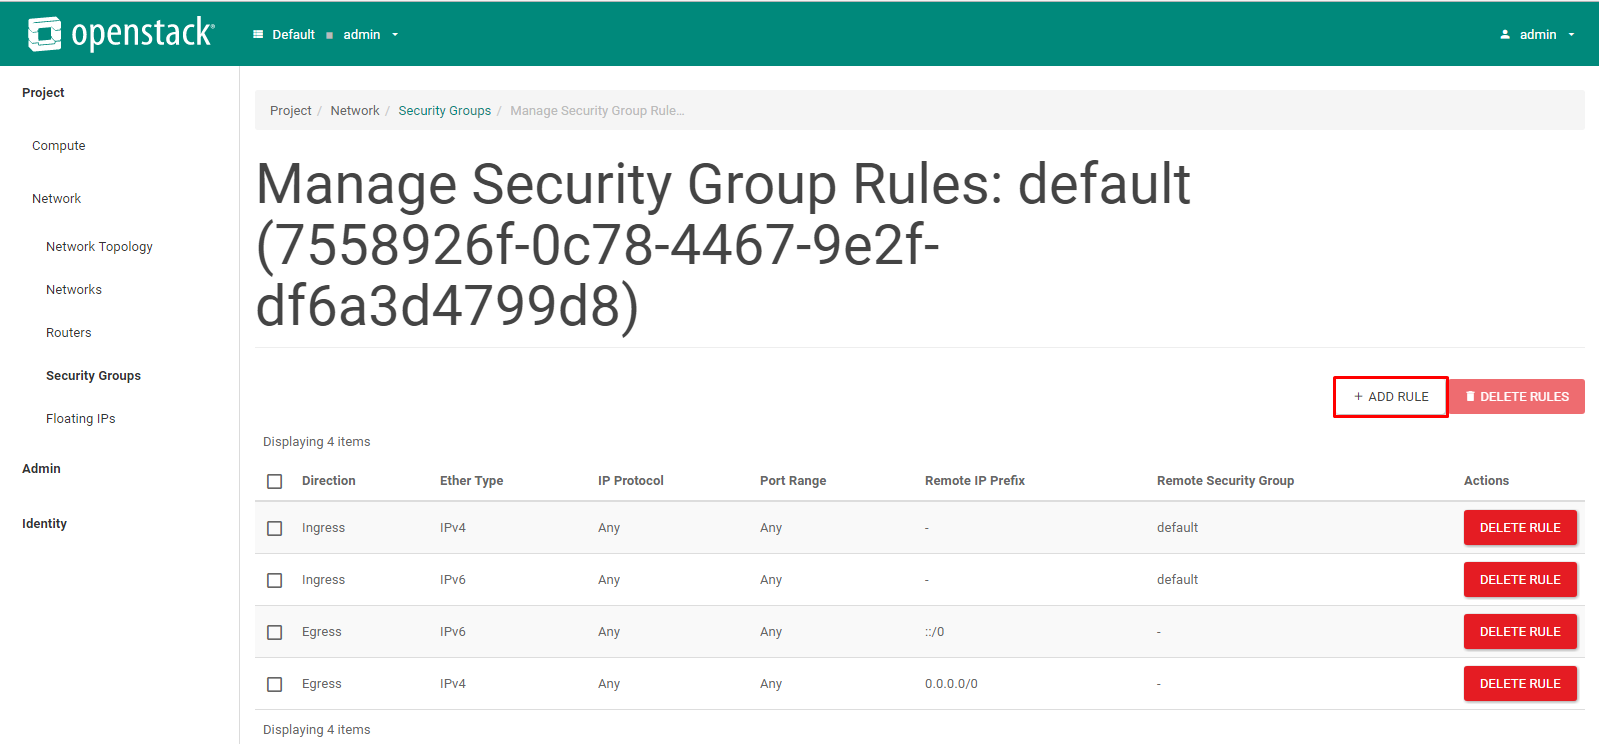 openstack
Default ■ admin
admin
Project
Compute
Network
Network Topology
Networks
Routers
Security Groups
Floating IPs
Admin
Identity
Project / Network / Security Groups / Manage Security Group Rule...
Manage Security Group Rules: default
(7558926f-0c78-4467-9e2f-
df6a3d4799d8)
+ ADD RULE
DELETE RULES
Displaying 4 items
Direction Ether Type IP Protocol Port Range Remote IP Prefix Remote Security Group Actions
Ingress IPv4 Any Any - default DELETE RULE
Ingress IPv6 Any Any - default DELETE RULE
Egress IPv6 Any Any ::/0 - DELETE RULE
Egress IPv4 Any Any 0.0.0.0/0 - DELETE RULE
Displaying 4 items